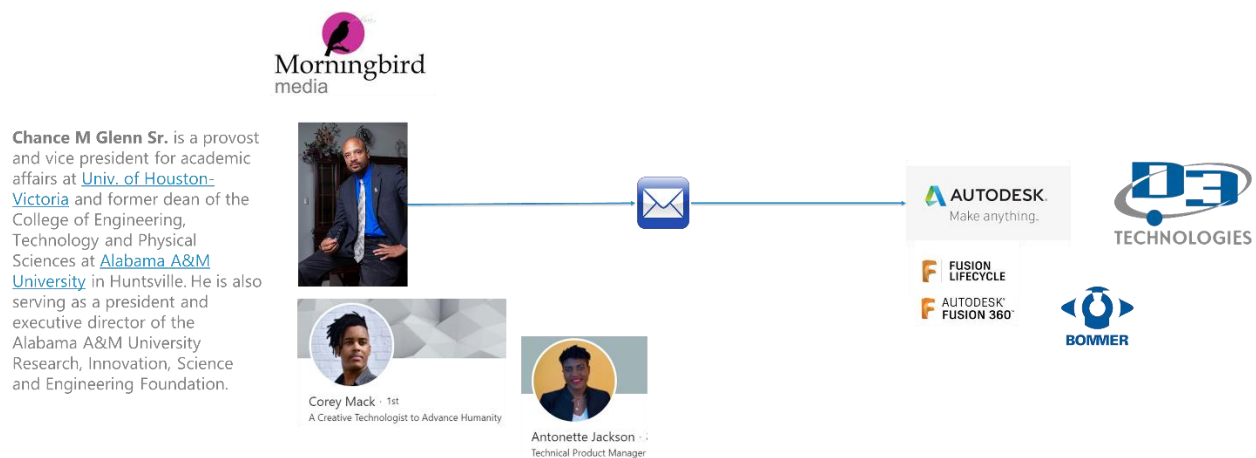 Morningbird
media
Chance M Glenn Sr. is a provost
and vice president for academic
affairs at Univ. of Houston-
Victoria and former dean of the
College of Engineering,
Technology and Physical
Sciences at Alabama A&M
University in Huntsville. He is also
serving as a president and
executive director of the
Alabama A&M University
Research, Innovation, Science
and Engineering Foundation.
Corey Mack · 1st
A Creative Technologist to Advance Humanity
Antonette Jackson ·
Technical Product Manager
AUTODESK.
Make anything.
FUSION
LIFECYCLE
AUTODESK
FUSION 360
D3
TECHNOLOGIES
BOMMER